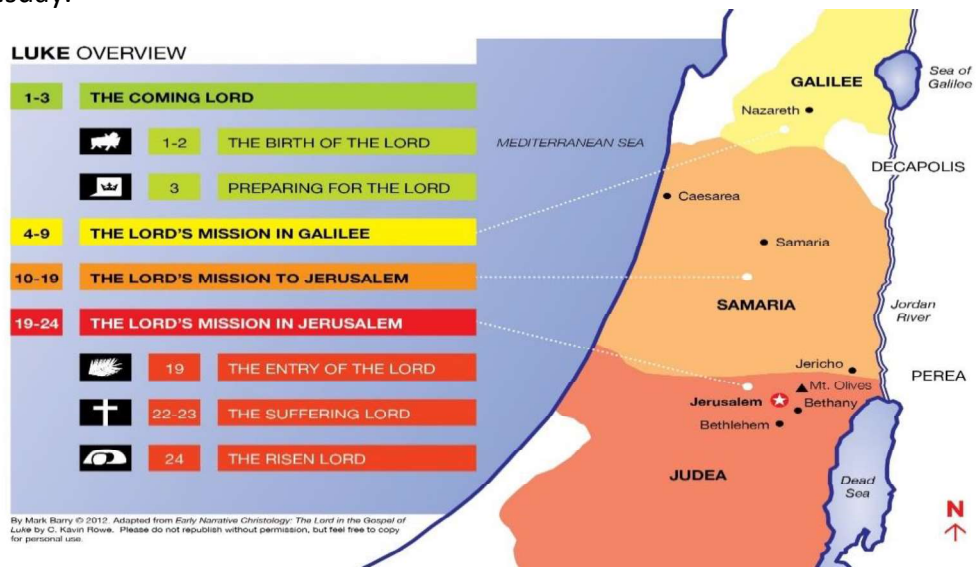 LUKE OVERVIEW
1-3 THE COMING LORD
1-2 THE BIRTH OF THE LORD
3 PREPARING FOR THE LORD
4-9 THE LORD'S MISSION IN GALILEE
10-19 THE LORD'S MISSION TO JERUSALEM
19-24 THE LORD'S MISSION IN JERUSALEM
19 THE ENTRY OF THE LORD
22-23 THE SUFFERING LORD
24 THE RISEN LORD
By Mark Barry © 2012. Adapted from Early Narrative Christology: The Lord in the Gospel of
Luke by C. Kavin Rowe. Please do not republish without permission, but feel free to copy
for personal use.
GALILEE
Sea of
Galilee
Nazareth
MEDITERRANEAN SEA
DECAPOLIS
Caesarea
Samaria
SAMARIA
Jordan
River
Jericho
PEREA
Mt. Olives
Jerusalem
Bethany
Bethlehem
JUDEA
Dead
Sea
N